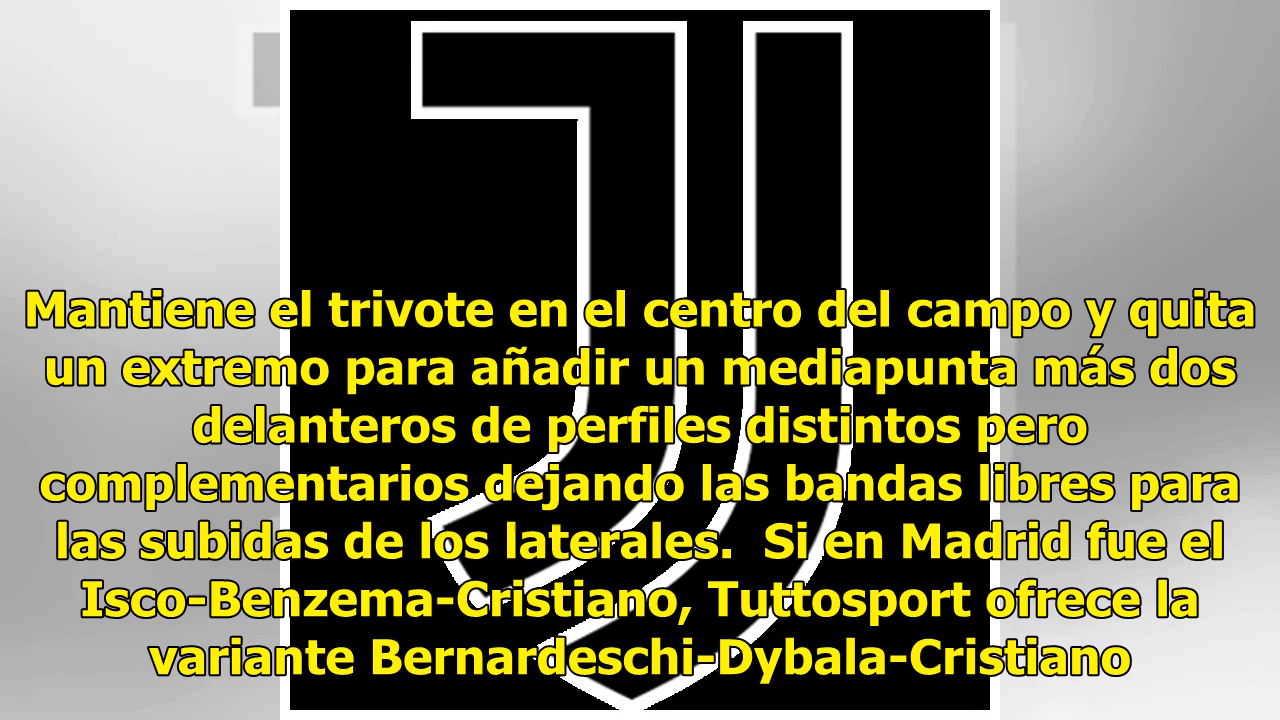 Mantiene el trivote en el centro del campo y quita
un extremo para añadir un mediapunta más dos
delanteros de perfiles distintos pero
complementarios dejando las bandas libres para
las subidas de los laterales.  Si en Madrid fue el
Isco-Benzema-Cristiano, Tuttosport ofrece la
variante Bernardeschi-Dybala-Cristiano